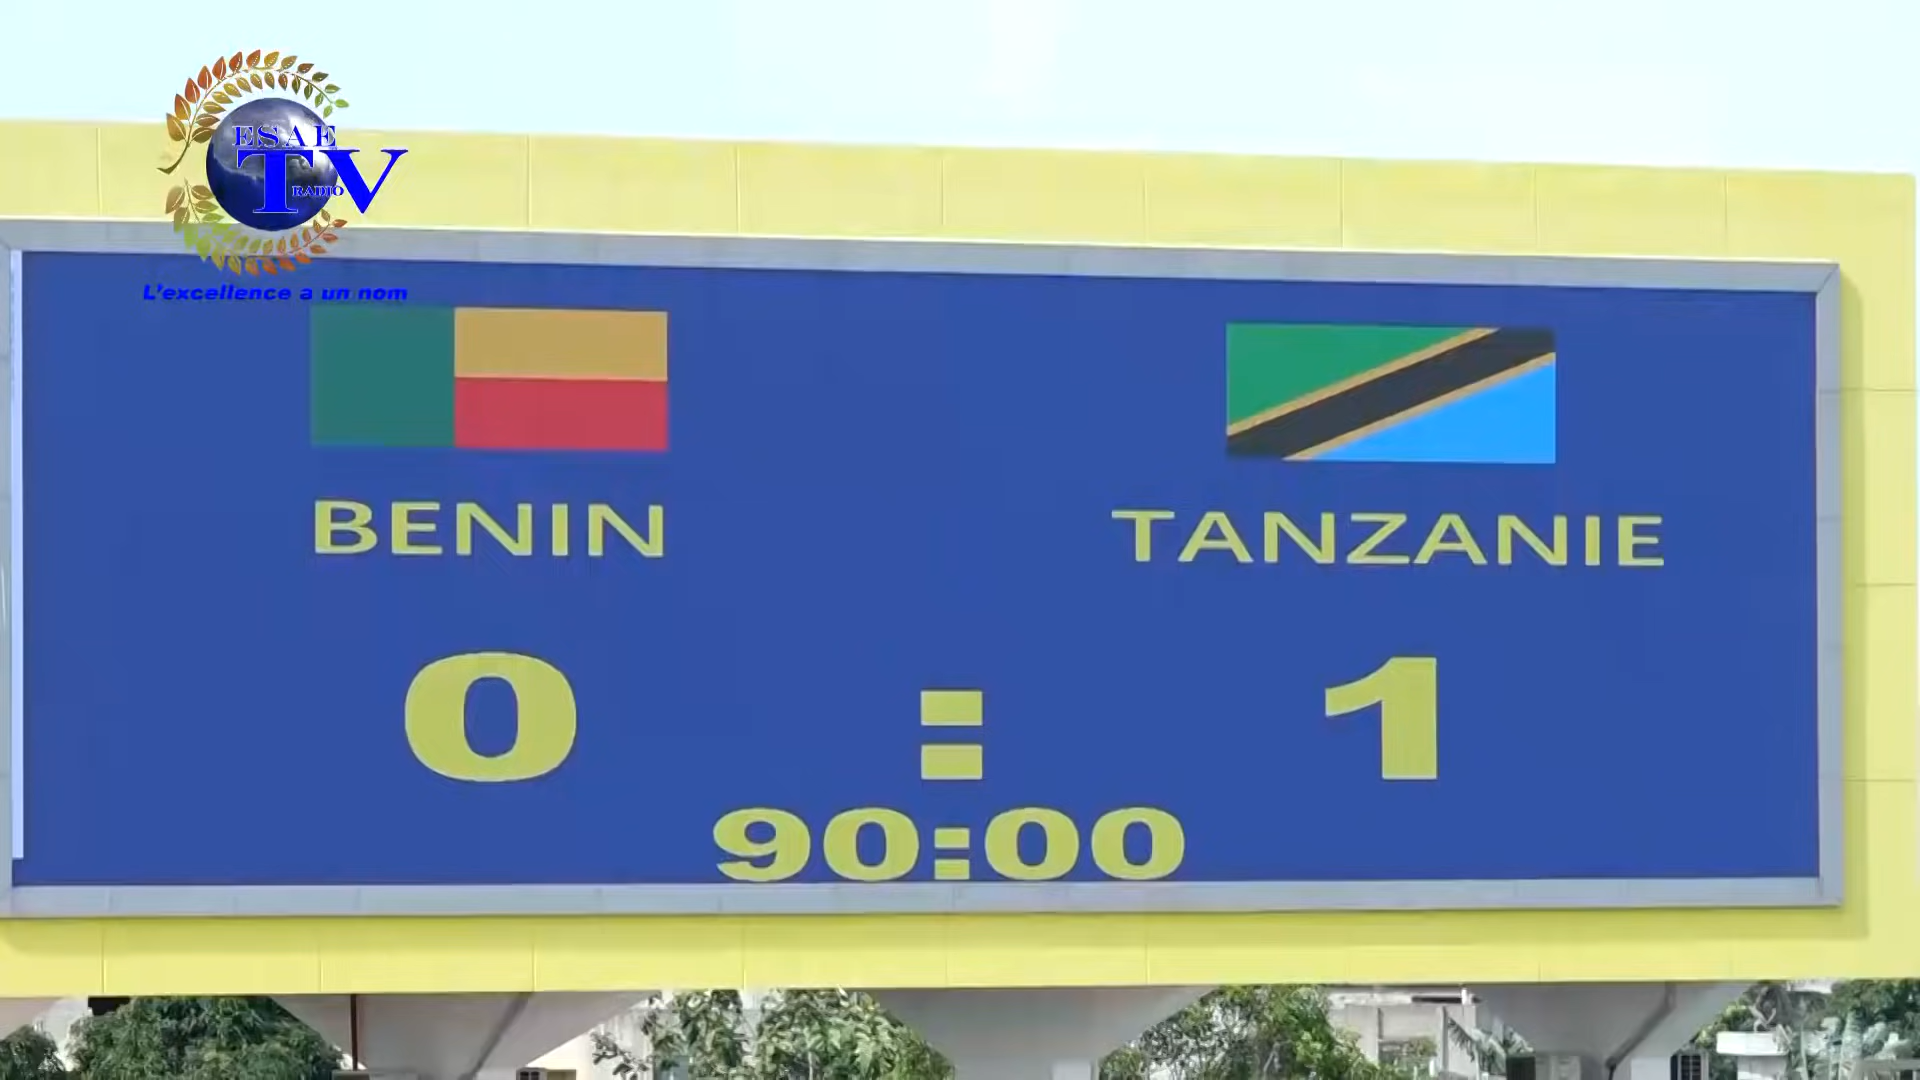 ESAE
TV
RADIO
L'excellence a un nom
BENIN
TANZANIE
0 : 1
90:00